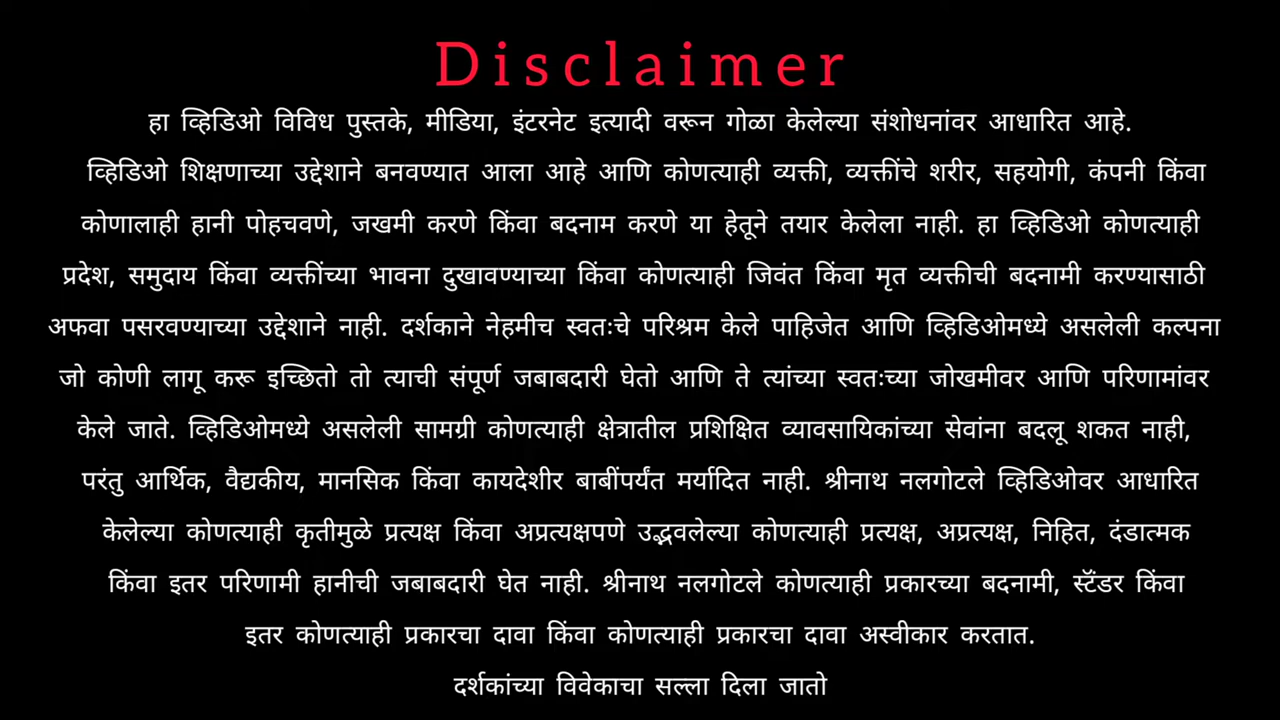 Disclaimer
हा व्हिडिओ विविध पुस्तके, मीडिया, इंटरनेट इत्यादी वरून गोळा केलेल्या संशोधनांवर आधारित आहे.
व्हिडिओ शिक्षणाच्या उद्देशाने बनवण्यात आला आहे आणि कोणत्याही व्यक्ती, व्यक्तींचे शरीर, सहयोगी, कंपनी किंवा
कोणालाही हानी पोहचवणे, जखमी करणे किंवा बदनाम करणे या हेतूने तयार केलेला नाही. हा व्हिडिओ कोणत्याही
प्रदेश, समुदाय किंवा व्यक्तींच्या भावना दुखावण्याच्या किंवा कोणत्याही जिवंत किंवा मृत व्यक्तीची बदनामी करण्यासाठी
अफवा पसरवण्याच्या उद्देशाने नाही. दर्शकाने नेहमीच स्वतःचे परिश्रम केले पाहिजेत आणि व्हिडिओमध्ये असलेली कल्पना
जो कोणी लागू करू इच्छितो तो त्याची संपूर्ण जबाबदारी घेतो आणि ते त्यांच्या स्वतःच्या जोखमीवर आणि परिणामांवर
केले जाते. व्हिडिओमध्ये असलेली सामग्री कोणत्याही क्षेत्रातील प्रशिक्षित व्यावसायिकांच्या सेवांना बदलू शकत नाही,
परंतु आर्थिक, वैद्यकीय, मानसिक किंवा कायदेशीर बाबींपर्यंत मर्यादित नाही. श्रीनाथ नलगोटले व्हिडिओवर आधारित
केलेल्या कोणत्याही कृतीमुळे प्रत्यक्ष किंवा अप्रत्यक्षपणे उद्भवलेल्या कोणत्याही प्रत्यक्ष, अप्रत्यक्ष, निहित, दंडात्मक
किंवा इतर परिणामी हानीची जबाबदारी घेत नाही. श्रीनाथ नलगोटले कोणत्याही प्रकारच्या बदनामी, स्टॅंडर किंवा
इतर कोणत्याही प्रकारचा दावा किंवा कोणत्याही प्रकारचा दावा अस्वीकार करतात.
दर्शकांच्या विवेकाचा सल्ला दिला जातो